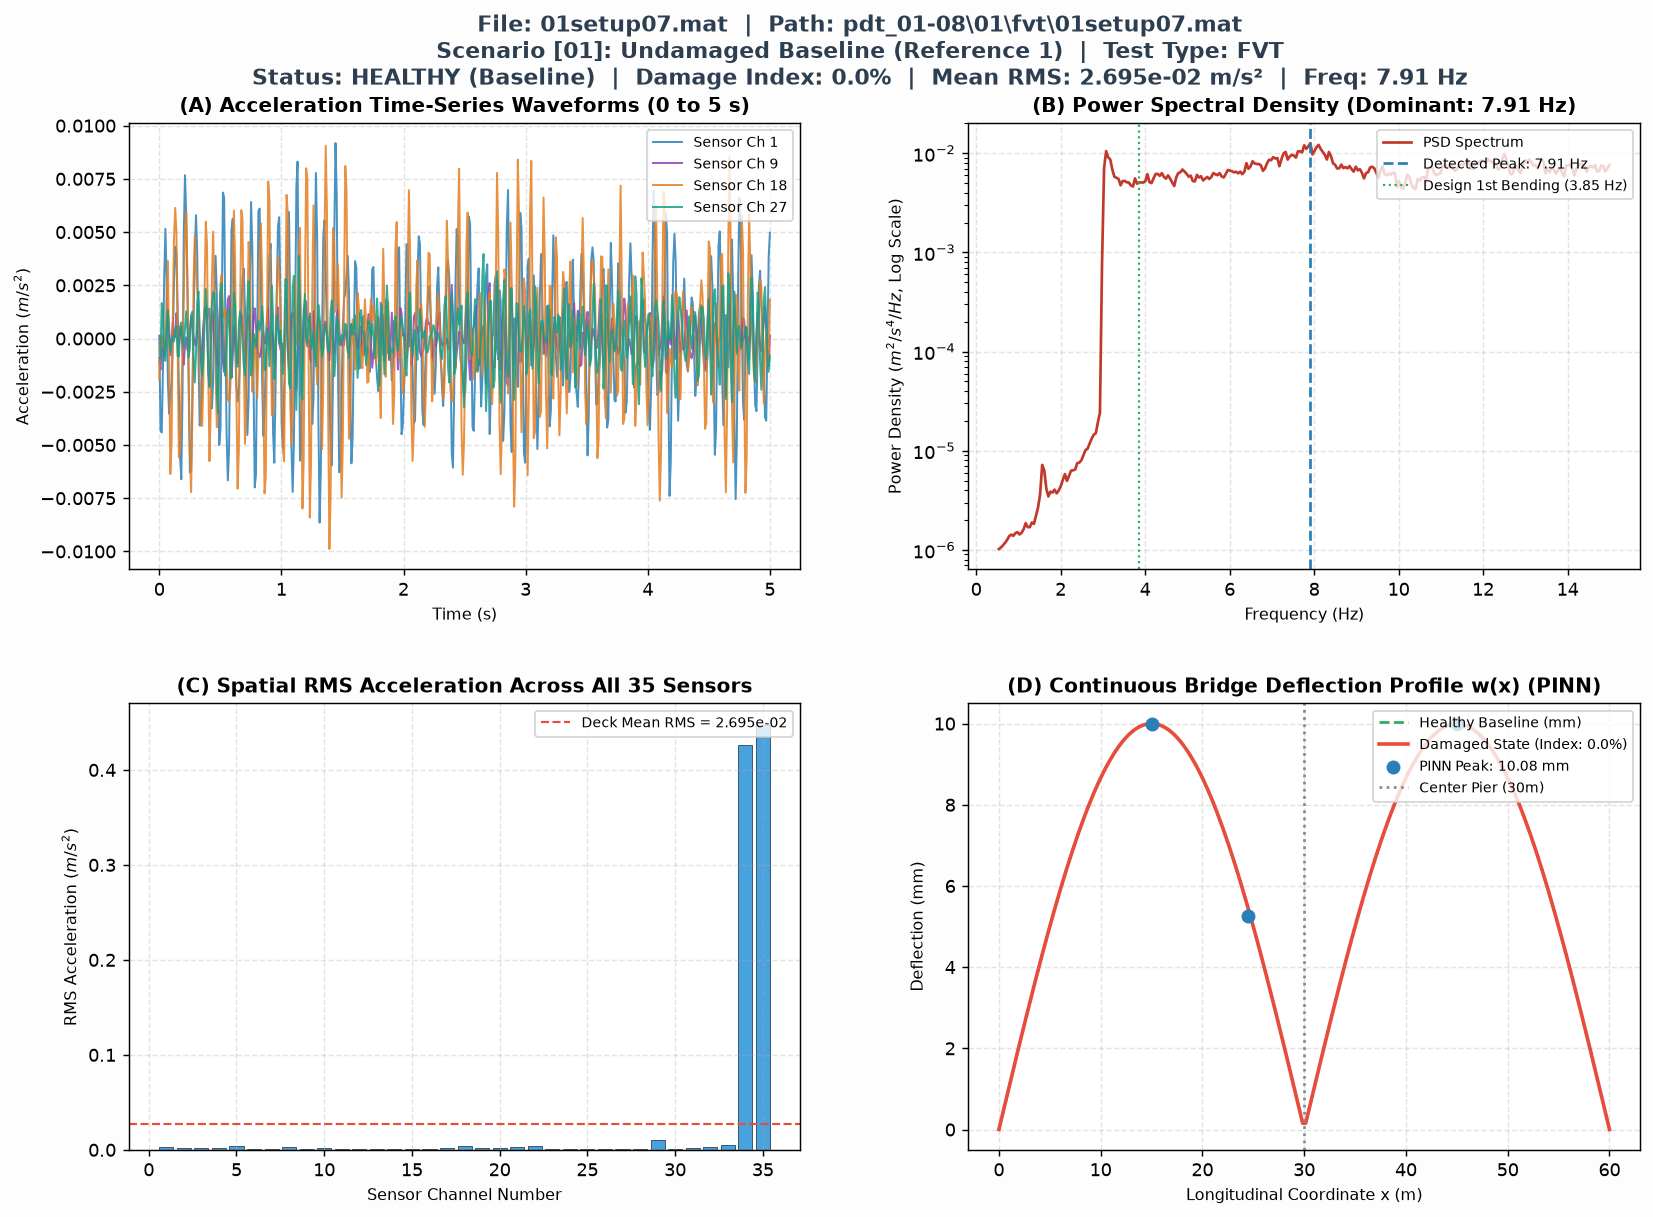 File: 01setup07.mat  |  Path: pdt_01-08\01\fvt\01setup07.mat
Scenario [01]: Undamaged Baseline (Reference 1)  |  Test Type: FVT
Status: HEALTHY (Baseline)  |  Damage Index: 0.0%  |  Mean RMS: 2.695e-02 m/s²  |  Freq: 7.91 Hz
(A) Acceleration Time-Series Waveforms (0 to 5 s)
Sensor Ch 1
Sensor Ch 9
Sensor Ch 18
Sensor Ch 27
Acceleration (m/s²)
0.0100
0.0075
0.0050
0.0025
0.0000
−0.0025
−0.0050
−0.0075
−0.0100
0 1 2 3 4 5
Time (s)
(B) Power Spectral Density (Dominant: 7.91 Hz)
PSD Spectrum
Detected Peak: 7.91 Hz
Design 1st Bending (3.85 Hz)
Power Density (m²/s⁴/Hz, Log Scale)
10⁻²
10⁻³
10⁻⁴
10⁻⁵
10⁻⁶
0 2 4 6 8 10 12 14
Frequency (Hz)
(C) Spatial RMS Acceleration Across All 35 Sensors
Deck Mean RMS = 2.695e-02
RMS Acceleration (m/s²)
0.4
0.3
0.2
0.1
0.0
0 5 10 15 20 25 30 35
Sensor Channel Number
(D) Continuous Bridge Deflection Profile w(x) (PINN)
Healthy Baseline (mm)
Damaged State (Index: 0.0%)
PINN Peak: 10.08 mm
Center Pier (30m)
Deflection (mm)
10
8
6
4
2
0
0 10 20 30 40 50 60
Longitudinal Coordinate x (m)